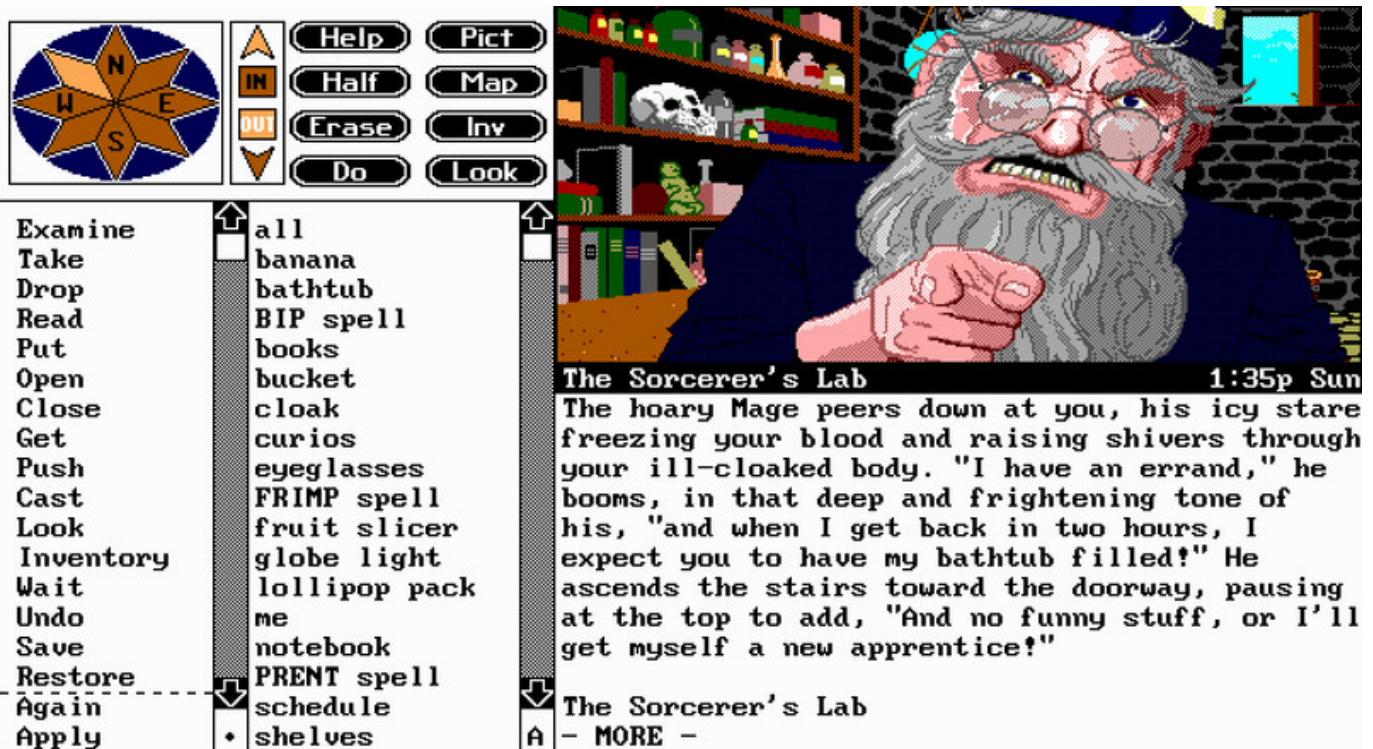 N
W E
S
IN
OUT
Help Pict
Half Map
Erase Inv
Do Look
Examine
Take
Drop
Read
Put
Open
Close
Get
Push
Cast
Look
Inventory
Wait
Undo
Save
Restore
Again
Apply
all
banana
bathtub
BIP spell
books
bucket
cloak
curios
eyeglasses
FRIMP spell
fruit slicer
globe light
lollipop pack
me
notebook
PRENT spell
schedule
shelves
A
The Sorcerer's Lab 1:35p Sun
The hoary Mage peers down at you, his icy stare
freezing your blood and raising shivers through
your ill-cloaked body. "I have an errand," he
booms, in that deep and frightening tone of
his, "and when I get back in two hours, I
expect you to have my bathtub filled!" He
ascends the stairs toward the doorway, pausing
at the top to add, "And no funny stuff, or I'll
get myself a new apprentice!"
The Sorcerer's Lab
- MORE -